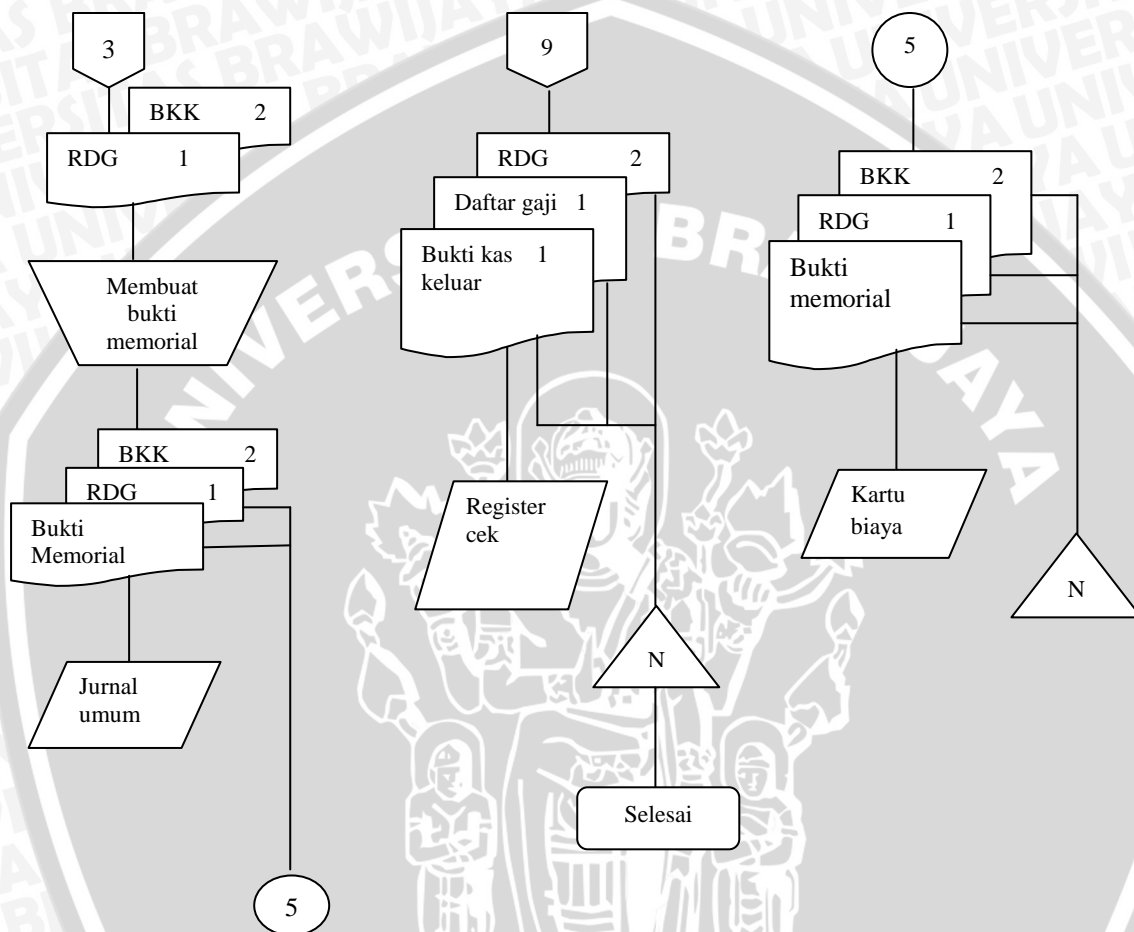 3
BKK 2
RDG 1
Membuat
bukti
memorial
BKK 2
RDG 1
Bukti
Memorial
Jurnal
umum
5
9
RDG 2
Daftar gaji 1
Bukti kas 1
keluar
Register
cek
N
Selesai
5
BKK 2
RDG 1
Bukti
memorial
Kartu
biaya
N
UNIVERSITAS BRAWIJAYA